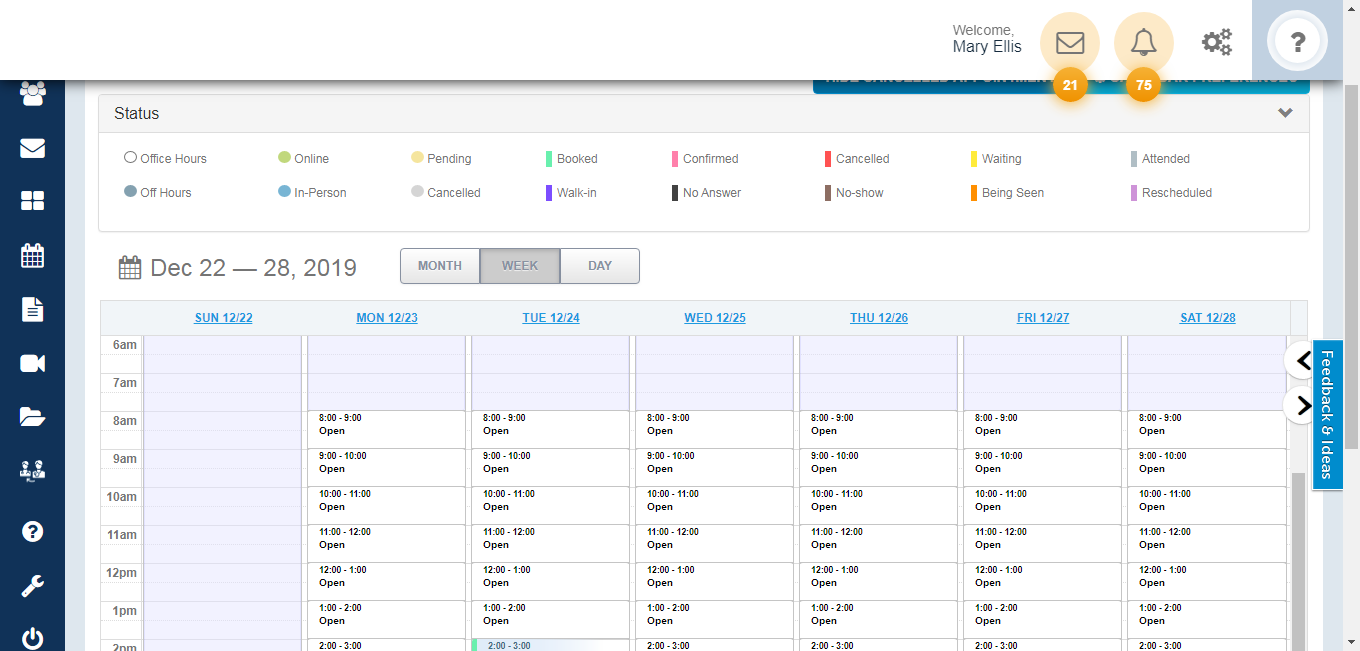 Welcome,
Mary Ellis
?
21
75
Status
Office Hours Online Pending Booked Confirmed Cancelled Waiting Attended
Off Hours In-Person Cancelled Walk-in No Answer No-show Being Seen Rescheduled
Dec 22 — 28, 2019
MONTH WEEK DAY
SUN 12/22 MON 12/23 TUE 12/24 WED 12/25 THU 12/26 FRI 12/27 SAT 12/28
6am
7am
8am 8:00 - 9:00 8:00 - 9:00 8:00 - 9:00 8:00 - 9:00 8:00 - 9:00 8:00 - 9:00
Open Open Open Open Open Open
9am 9:00 - 10:00 9:00 - 10:00 9:00 - 10:00 9:00 - 10:00 9:00 - 10:00 9:00 - 10:00
Open Open Open Open Open Open
10am 10:00 - 11:00 10:00 - 11:00 10:00 - 11:00 10:00 - 11:00 10:00 - 11:00 10:00 - 11:00
Open Open Open Open Open Open
11am 11:00 - 12:00 11:00 - 12:00 11:00 - 12:00 11:00 - 12:00 11:00 - 12:00 11:00 - 12:00
Open Open Open Open Open Open
12pm 12:00 - 1:00 12:00 - 1:00 12:00 - 1:00 12:00 - 1:00 12:00 - 1:00 12:00 - 1:00
Open Open Open Open Open Open
1pm 1:00 - 2:00 1:00 - 2:00 1:00 - 2:00 1:00 - 2:00 1:00 - 2:00 1:00 - 2:00
Open Open Open Open Open Open
2pm 2:00 - 3:00 2:00 - 3:00 2:00 - 3:00 2:00 - 3:00 2:00 - 3:00 2:00 - 3:00
Feedback & Ideas